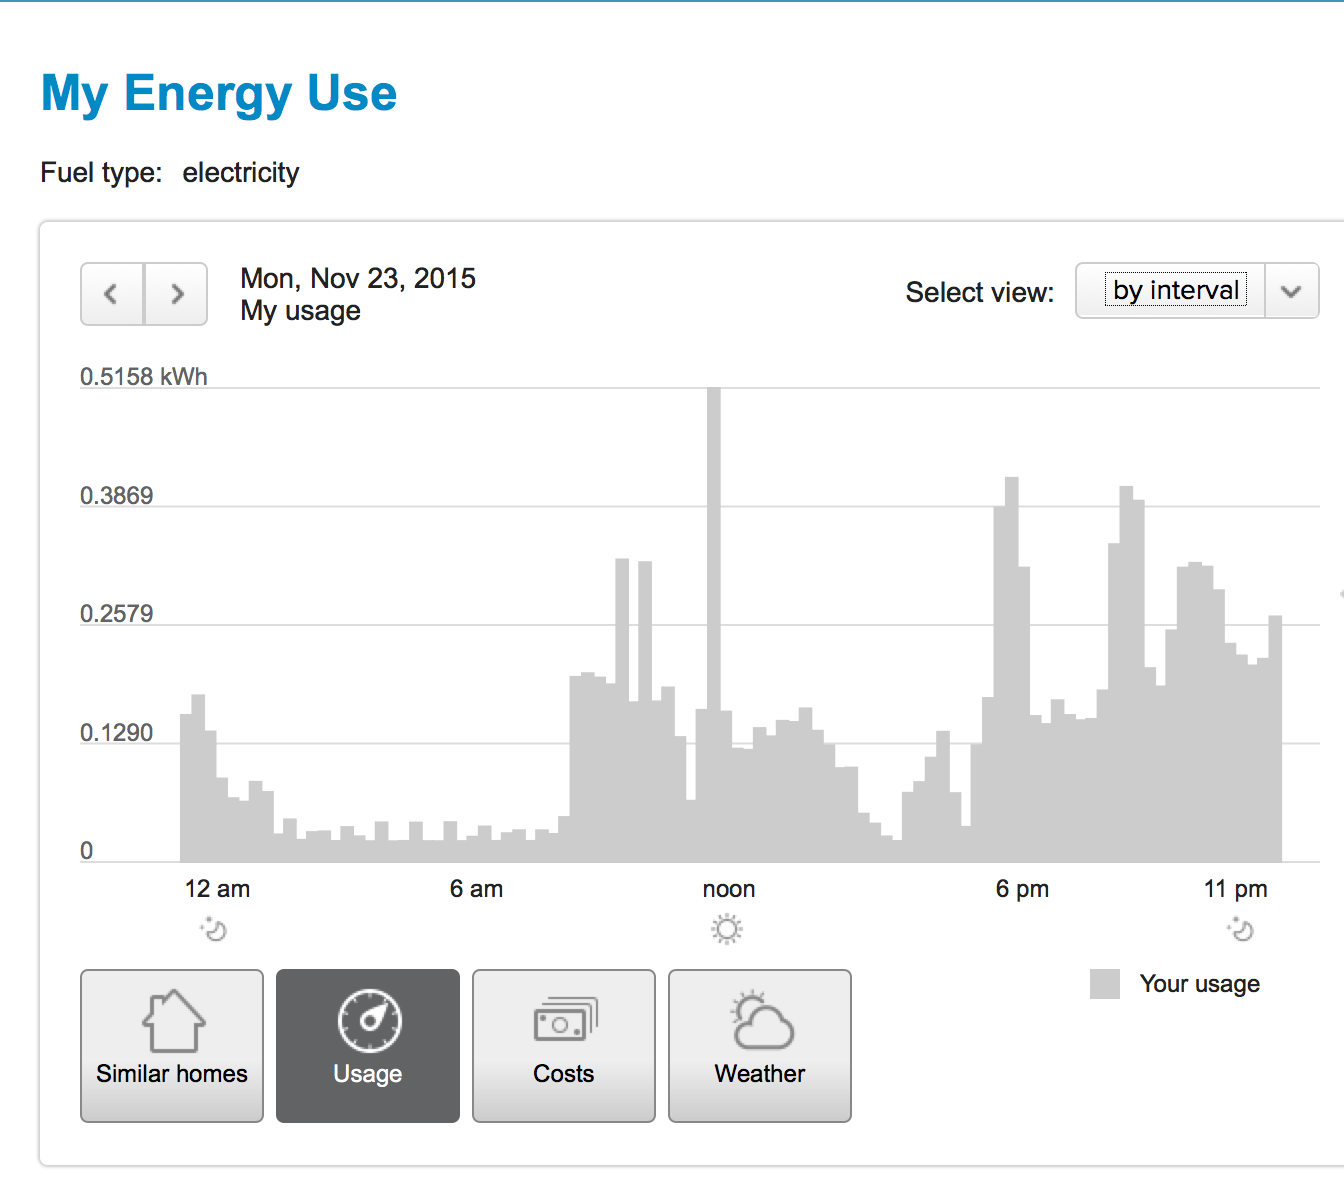 My Energy Use
Fuel type: electricity
Mon, Nov 23, 2015
My usage
Select view: by interval
0.5158 kWh
0.3869
0.2579
0.1290
0
12 am 6 am noon 6 pm 11 pm
Your usage
Similar homes Usage Costs Weather